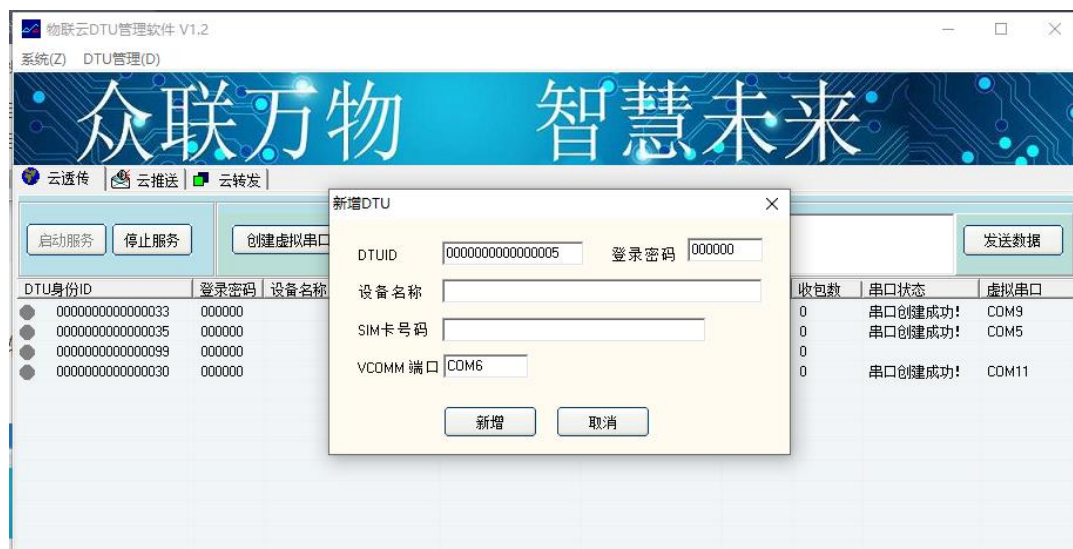 物联云DTU管理软件 V1.2
系统(Z) DTU管理(D)
众联万物 智慧未来
云透传 云推送 云转发
启动服务 停止服务 创建虚拟串口 发送数据
新增DTU
DTUID 0000000000000005 登录密码 000000
设备名称
SIM卡号码
VCOMM 端口 COM6
新增 取消
DTU身份ID 登录密码 设备名称 收包数 串口状态 虚拟串口
0000000000000033 000000 0 串口创建成功! COM9
0000000000000035 000000 0 串口创建成功! COM5
0000000000000099 000000 0
0000000000000030 000000 0 串口创建成功! COM11